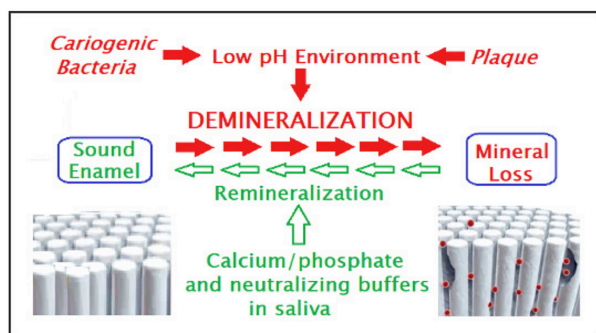 Cariogenic
Bacteria
Low pH Environment
Plaque
DEMINERALIZATION
Sound
Enamel
Mineral
Loss
Remineralization
Calcium/phosphate
and neutralizing buffers
in saliva